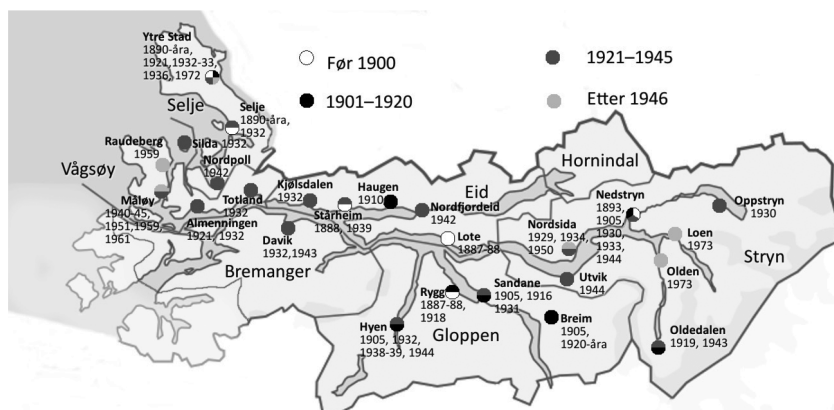 Ytre Stad
1890-åra,
1921,1932-33,
1936, 1972
Før 1900
1921–1945
1901–1920
Etter 1946
Selje
Selje
1890-åra,
1932
Raudeberg
1959
Silda 1932
Nordpoll
1942
Vågsøy
Måløy
1940-45,
1951,1959,
1961
Totland
1932
Almenningen
1921, 1932
Kjølsdalen
1932
Stårheim
1888, 1939
Haugen
1910
Eid
Nordfjordeid
1942
Hornindal
Davik
1932,1943
Bremanger
Lote
1887-88
Nordsida
1929, 1934,
1950
Nedstryn
1893,
1905
1930,
1933,
1944
Oppstryn
1930
Loen
1973
Olden
1973
Stryn
Utvik
1944
Rygg
1887-88,
1918
Sandane
1905, 1916
1931
Gloppen
Hyen
1905, 1932,
1938-39, 1944
Breim
1905,
1920-åra
Oldedalen
1919, 1943